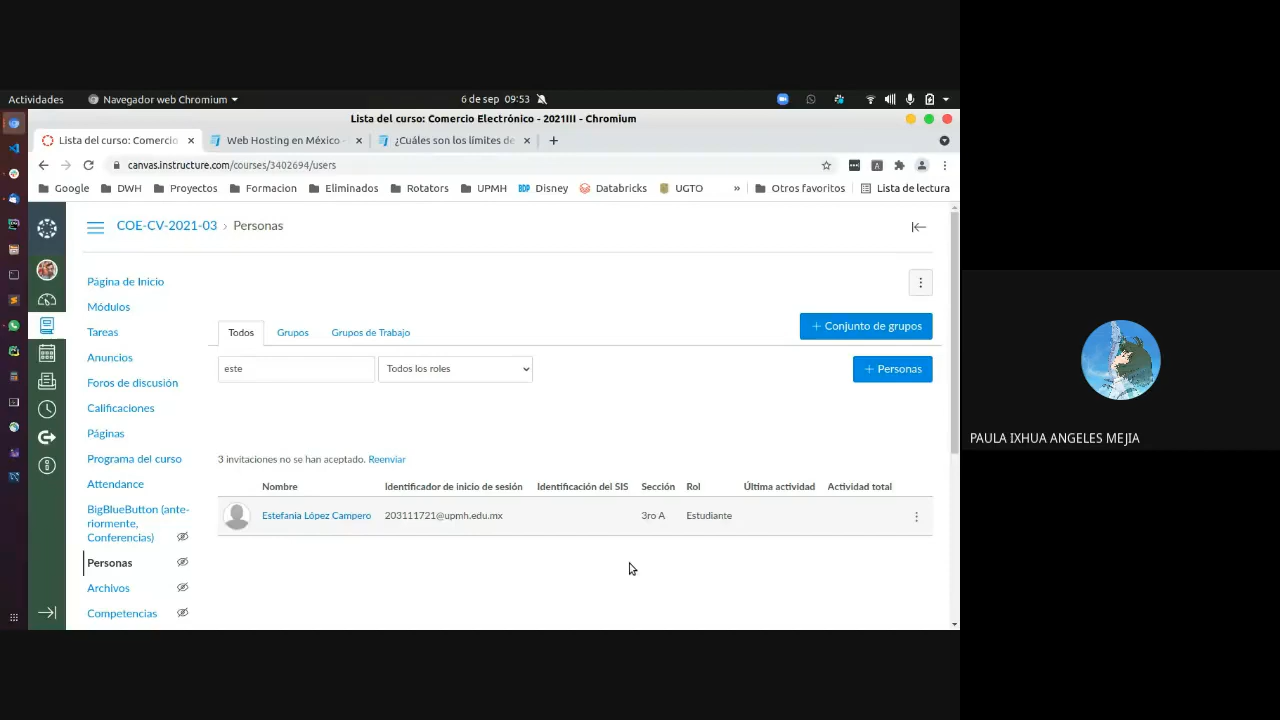 Actividades
Navegador web Chromium
6 de sep 09:53
Lista del curso: Comercio Electrónico - 2021III - Chromium
Lista del curso: Comercio
Web Hosting en México -
¿Cuáles son los límites de
canvas.instructure.com/courses/3402694/users
Google
DWH
Proyectos
Formacion
Eliminados
Rotators
UPMH
Disney
Databricks
UGTO
»
Otros favoritos
Lista de lectura
COE-CV-2021-03 › Personas
Página de Inicio
Módulos
Tareas
Anuncios
Foros de discusión
Calificaciones
Páginas
Programa del curso
Attendance
BigBlueButton (ante-
riormente,
Conferencias)
Personas
Archivos
Competencias
Todos
Grupos
Grupos de Trabajo
+ Conjunto de grupos
este
Todos los roles
+ Personas
3 invitaciones no se han aceptado. Reenviar
Nombre Identificador de inicio de sesión Identificación del SIS Sección Rol Última actividad Actividad total
Estefanía López Campero 203111721@upmh.edu.mx 3ro A Estudiante
PAULA IXHUA ANGELES MEJIA